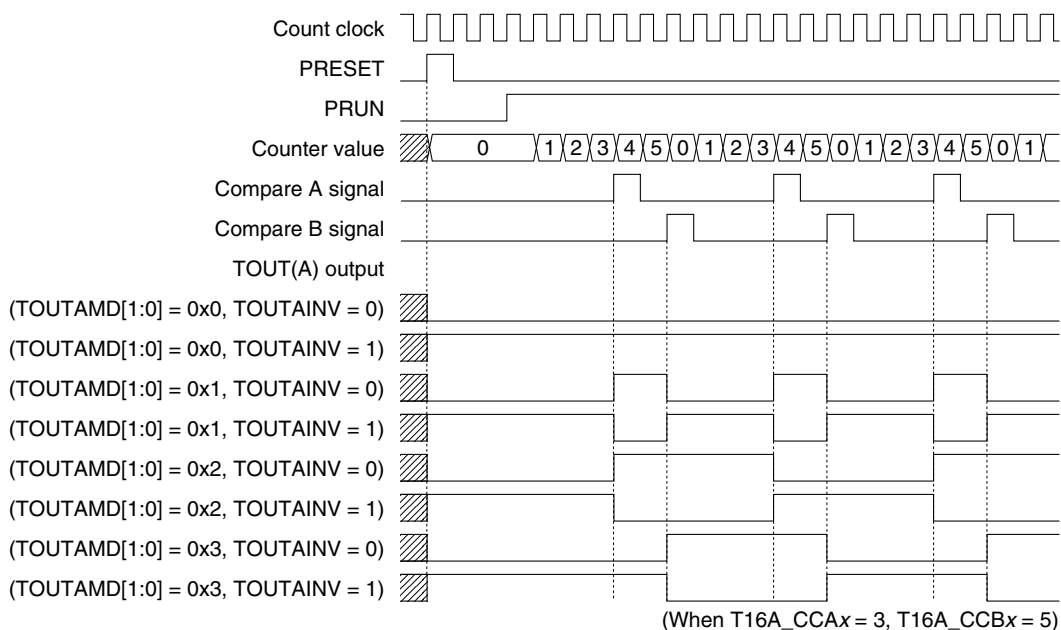 Count clock
PRESET
PRUN
Counter value 0 1 2 3 4 5 0 1 2 3 4 5 0 1 2 3 4 5 0 1
Compare A signal
Compare B signal
TOUT(A) output
(TOUTAMD[1:0] = 0x0, TOUTAINV = 0)
(TOUTAMD[1:0] = 0x0, TOUTAINV = 1)
(TOUTAMD[1:0] = 0x1, TOUTAINV = 0)
(TOUTAMD[1:0] = 0x1, TOUTAINV = 1)
(TOUTAMD[1:0] = 0x2, TOUTAINV = 0)
(TOUTAMD[1:0] = 0x2, TOUTAINV = 1)
(TOUTAMD[1:0] = 0x3, TOUTAINV = 0)
(TOUTAMD[1:0] = 0x3, TOUTAINV = 1)
(When T16A_CCAx = 3, T16A_CCBx = 5)